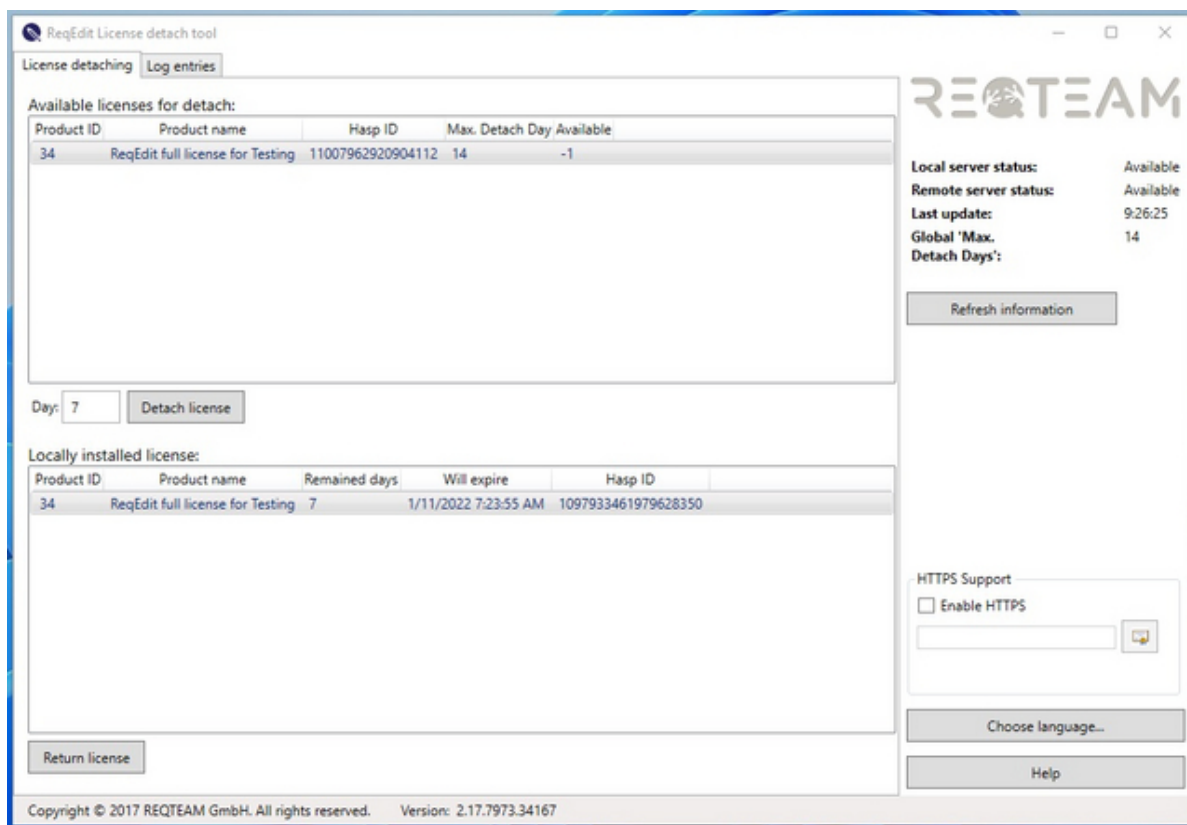 ReqEdit License detach tool
License detaching Log entries
REQTEAM
Available licenses for detach:
Product ID Product name Hasp ID Max. Detach Day Available
34 ReqEdit full license for Testing 11007962920904112 14 -1
Local server status: Available
Remote server status: Available
Last update: 9:26:25
Global 'Max. 14
Detach Days':
Refresh information
Day: 7 Detach license
Locally installed license:
Product ID Product name Remained days Will expire Hasp ID
34 ReqEdit full license for Testing 7 1/11/2022 7:23:55 AM 1097933461979628350
HTTPS Support
Enable HTTPS
Choose language...
Return license
Help
Copyright © 2017 REQTEAM GmbH. All rights reserved. Version: 2.17.7973.34167